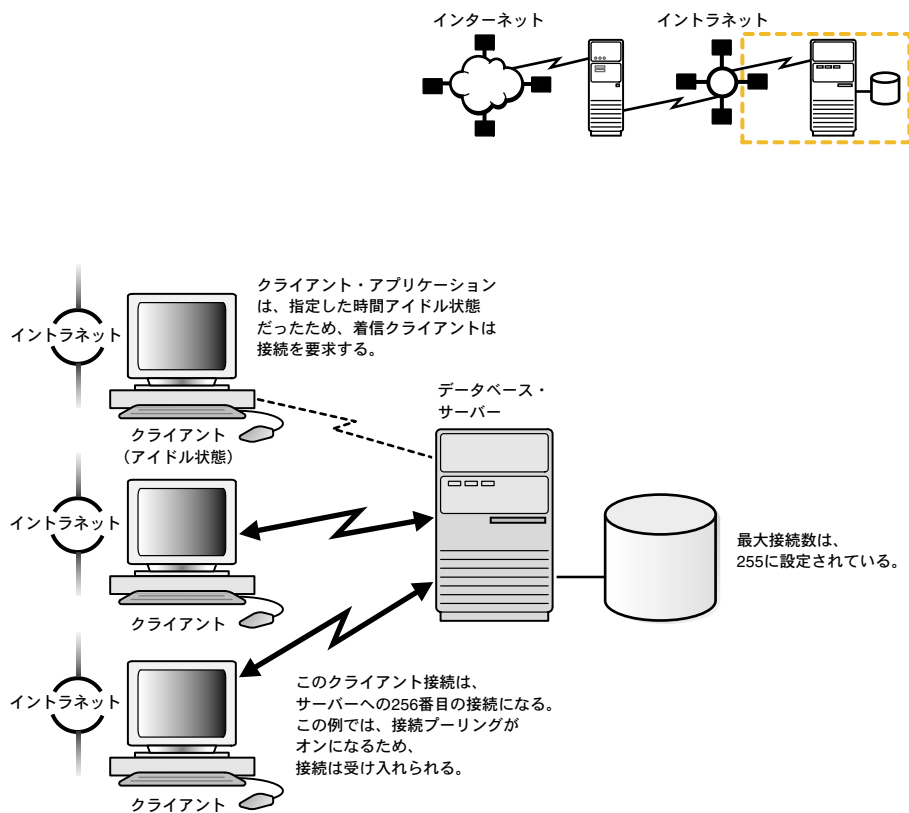 インターネット
イントラネット
クライアント・アプリケーション
は、指定した時間アイドル状態
だったため、着信クライアントは
接続を要求する。
イントラネット
データベース・
サーバー
クライアント
（アイドル状態）
イントラネット
最大接続数は、
255に設定されている。
クライアント
このクライアント接続は、
サーバーへの256番目の接続になる。
この例では、接続プーリングが
オンになるため、
接続は受け入れられる。
イントラネット
クライアント